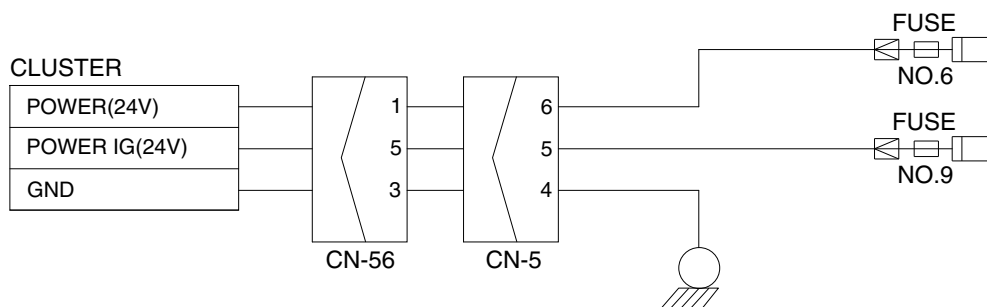 FUSE
NO.6
CLUSTER
POWER(24V) 1 6
FUSE
POWER IG(24V) 5 5
NO.9
GND 3 4
CN-56 CN-5